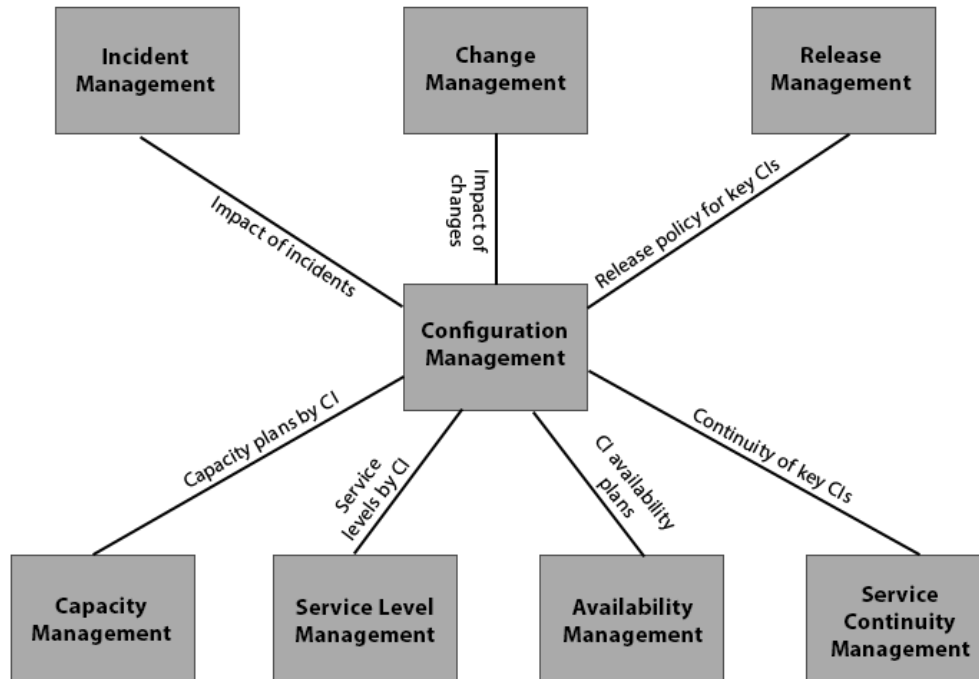 Incident
Management
Change
Management
Release
Management
Impact of incidents
Impact of
changes
Release policy for key CIs
Configuration
Management
Capacity plans by CI
Service
levels by CI
CI availability
plans
Continuity of key CIs
Capacity
Management
Service Level
Management
Availability
Management
Service
Continuity
Management